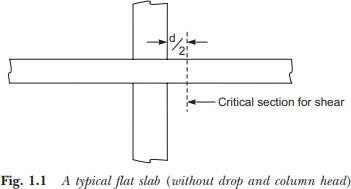 d/2
Critical section for shear
Fig. 1.1 A typical flat slab (without drop and column head)